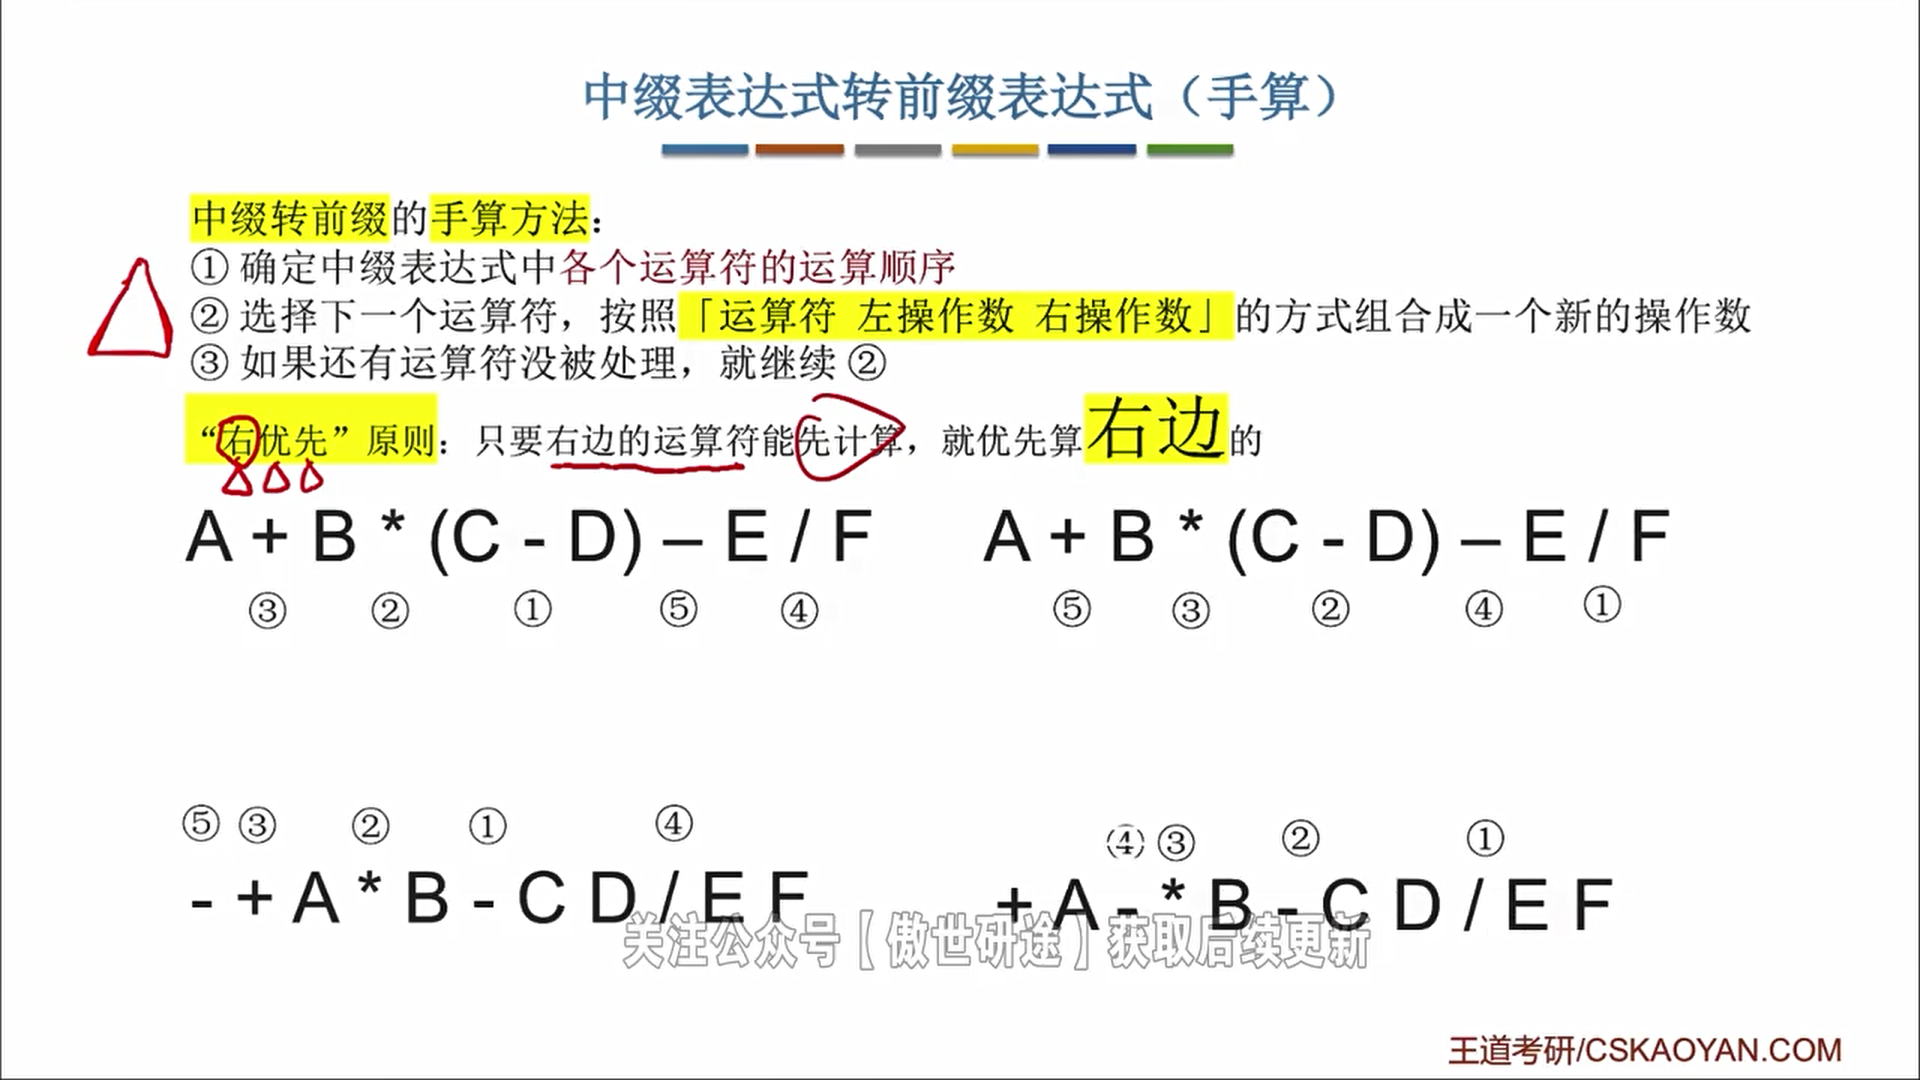 中缀表达式转前缀表达式（手算）
中缀转前缀的手算方法：
① 确定中缀表达式中各个运算符的运算顺序
② 选择下一个运算符，按照「运算符 左操作数 右操作数」的方式组合成一个新的操作数
③ 如果还有运算符没被处理，就继续 ②
“右优先”原则：只要右边的运算符能先计算，就优先算右边的
A + B * (C - D) – E / F
③ ② ① ⑤ ④
A + B * (C - D) – E / F
⑤ ③ ② ④ ①
⑤ ③ ② ① ④
- + A * B - C D / E F
④ ③ ② ①
+ A - * B - C D / E F
关注公众号【傲世研途】获取后续更新
王道考研/CSKAOYAN.COM